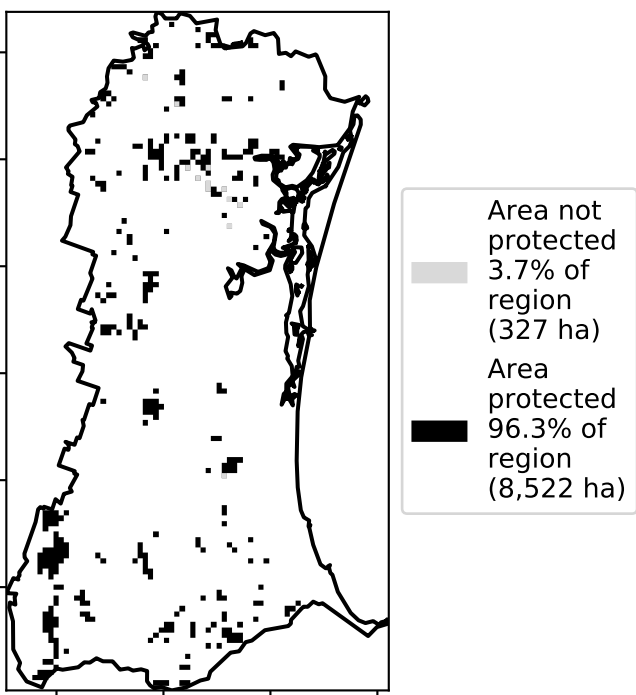 Area not
protected
3.7% of
region
(327 ha)
Area
protected
96.3% of
region
(8,522 ha)